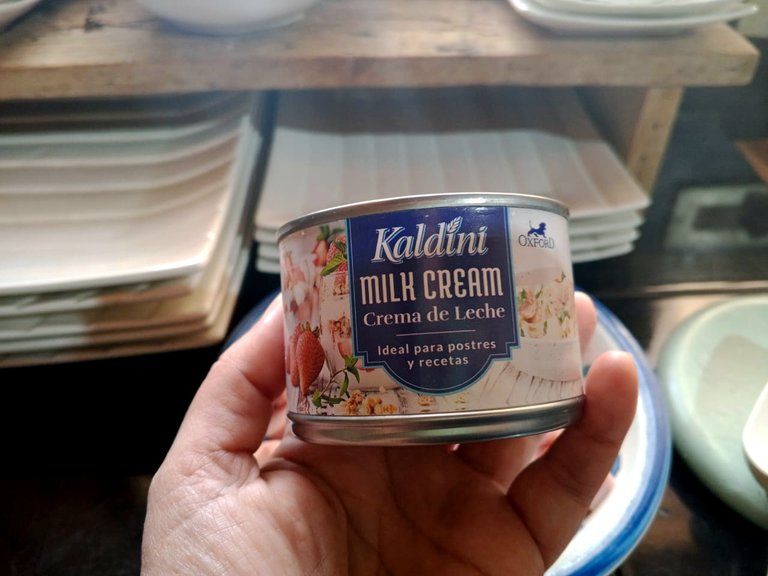 Kaldini
MILK CREAM
Crema de Leche
Ideal para postres
y recetas
OXFORD